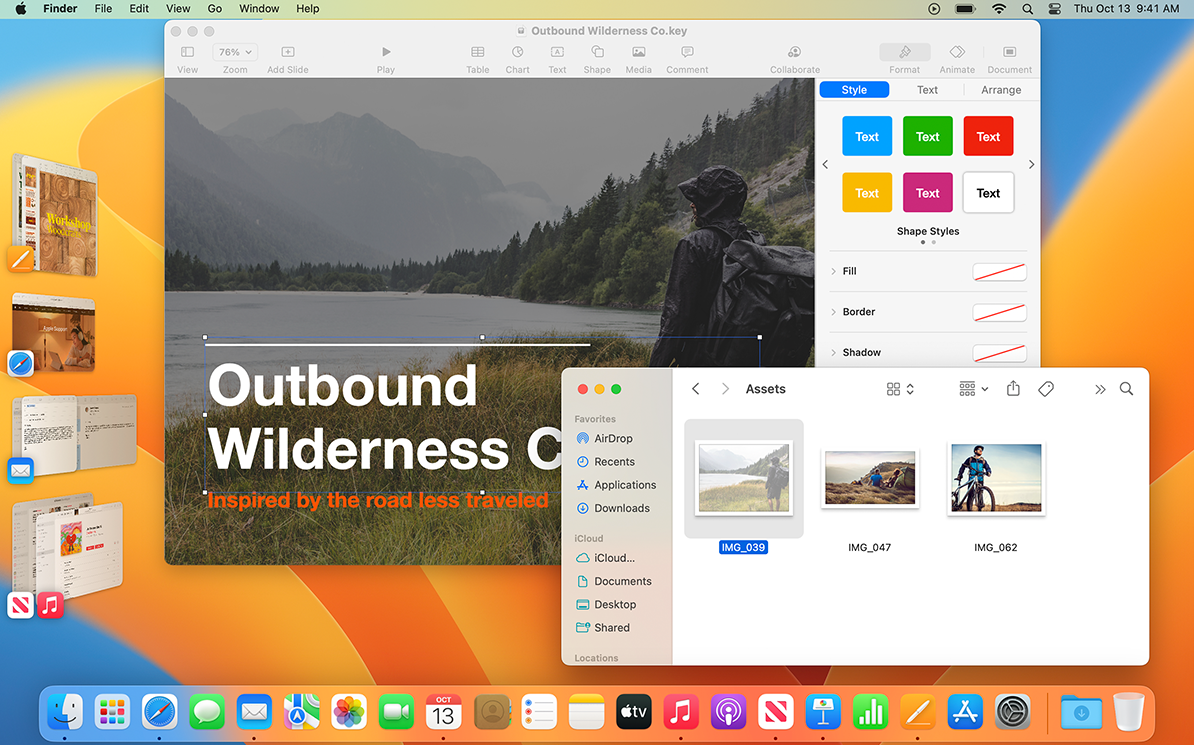 Finder File Edit View Go Window Help
Thu Oct 13 9:41 AM
Outbound Wilderness Co.key
76%
View Zoom Add Slide Play Table Chart Text Shape Media Comment Collaborate Format Animate Document
Style Text Arrange
Text Text Text
Text Text Text
Shape Styles
Fill
Border
Shadow
Outbound
Wilderness C
Inspired by the road less traveled
Workshop
Apple Support
Assets
Favorites
AirDrop
Recents
Applications
Downloads
iCloud
iCloud...
Documents
Desktop
Shared
Locations
IMG_039 IMG_047 IMG_062
OCT
13
tv